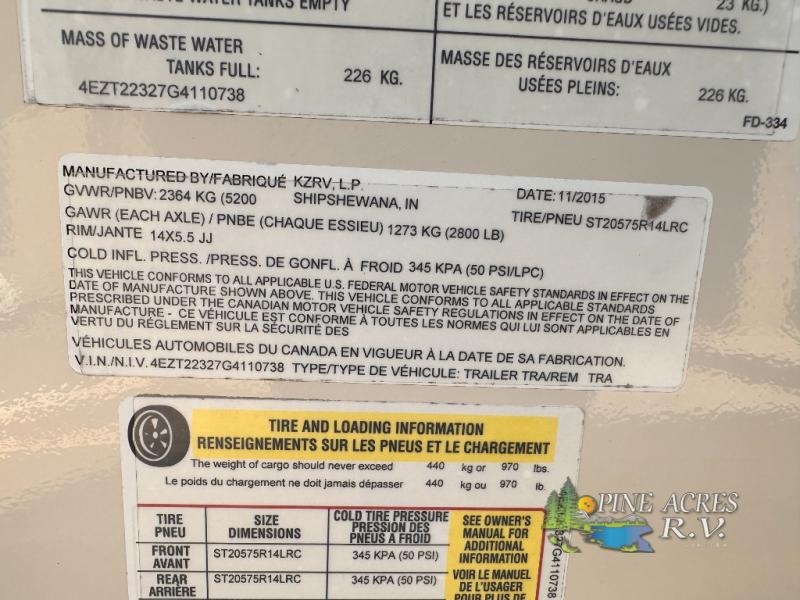 WATER TANKS EMPTY
23 KG.)
ET LES RÉSERVOIRS D'EAUX USÉES VIDES.
MASS OF WASTE WATER
TANKS FULL: 226 KG.
4EZT22327G4110738
MASSE DES RÉSERVOIRS D'EAUX
USÉES PLEINS: 226 KG.
FD-334
MANUFACTURED BY/FABRIQUÉ KZRV, L.P.
GVWR/PNBV: 2364 KG (5200 SHIPSHEWANA, IN DATE: 11/2015
GAWR (EACH AXLE) / PNBE (CHAQUE ESSIEU) 1273 KG (2800 LB) TIRE/PNEU ST20575R14LRC
RIM/JANTE 14X5.5 JJ
COLD INFL. PRESS. /PRESS. DE GONFL. À FROID 345 KPA (50 PSI/LPC)
THIS VEHICLE CONFORMS TO ALL APPLICABLE U.S. FEDERAL MOTOR VEHICLE SAFETY STANDARDS IN EFFECT ON THE
DATE OF MANUFACTURE SHOWN ABOVE. THIS VEHICLE CONFORMS TO ALL APPLICABLE STANDARDS
PRESCRIBED UNDER THE CANADIAN MOTOR VEHICLE SAFETY REGULATIONS IN EFFECT ON THE DATE OF
MANUFACTURE - CE VÉHICULE EST CONFORME À TOUTES LES NORMES QUI LUI SONT APPLICABLES EN
VERTU DU RÉGLEMENT SUR LA SÉCURITÉ DES
VÉHICULES AUTOMOBILES DU CANADA EN VIGUEUR À LA DATE DE SA FABRICATION.
V.I.N./N.I.V. 4EZT22327G4110738 TYPE/TYPE DE VÉHICULE: TRAILER TRA/REM TRA
TIRE AND LOADING INFORMATION
RENSEIGNEMENTS SUR LES PNEUS ET LE CHARGEMENT
The weight of cargo should never exceed 440 kg or 970 lbs.
Le poids du chargement ne doit jamais dépasser 440 kg ou 970 lb.
TIRE
PNEU
SIZE
DIMENSIONS
COLD TIRE PRESSURE
PRESSION DES
PNEUS A FROID
SEE OWNER'S
MANUAL FOR
ADDITIONAL
INFORMATION
FRONT
AVANT
ST20575R14LRC 345 KPA (50 PSI)
REAR
ARRIÈRE
ST20575R14LRC 345 KPA (50 PSI)
VOIR LE MANUEL
DE L'USAGER
POUR PLUS DE
PINE ACRES
R.V.